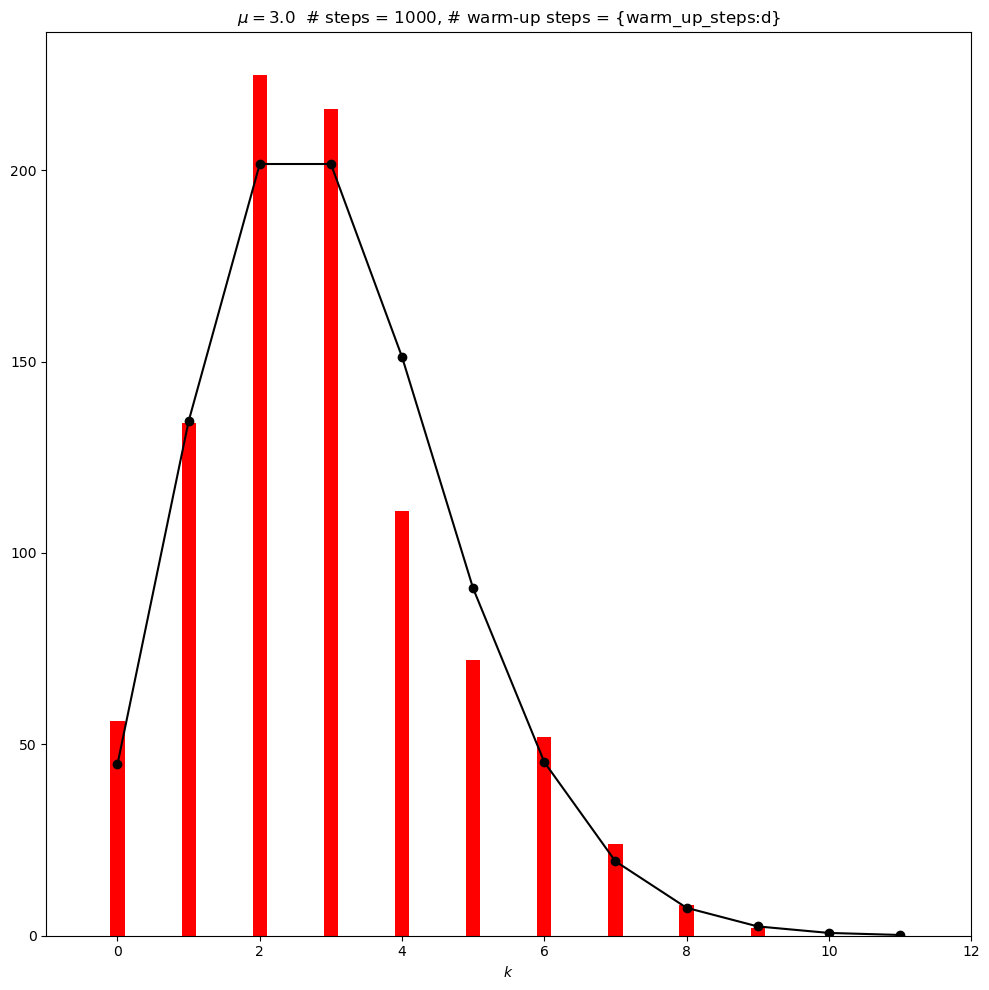 μ = 3.0 # steps = 1000, # warm-up steps = {warm_up_steps:d}
200
150
100
50
0
0 2 4 6 8 10 12
k